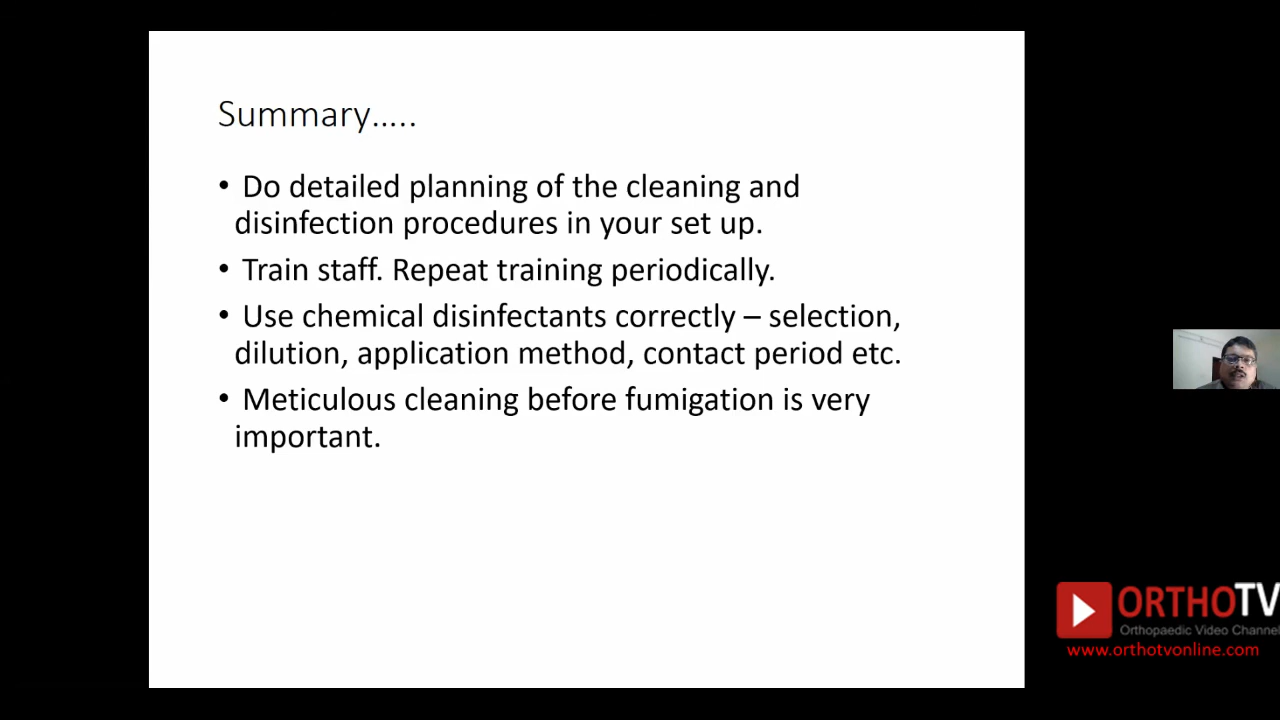 Summary.....
• Do detailed planning of the cleaning and
disinfection procedures in your set up.
• Train staff. Repeat training periodically.
• Use chemical disinfectants correctly – selection,
dilution, application method, contact period etc.
• Meticulous cleaning before fumigation is very
important.
ORTHOTV
Orthopaedic Video Channel
www.orthotvonline.com